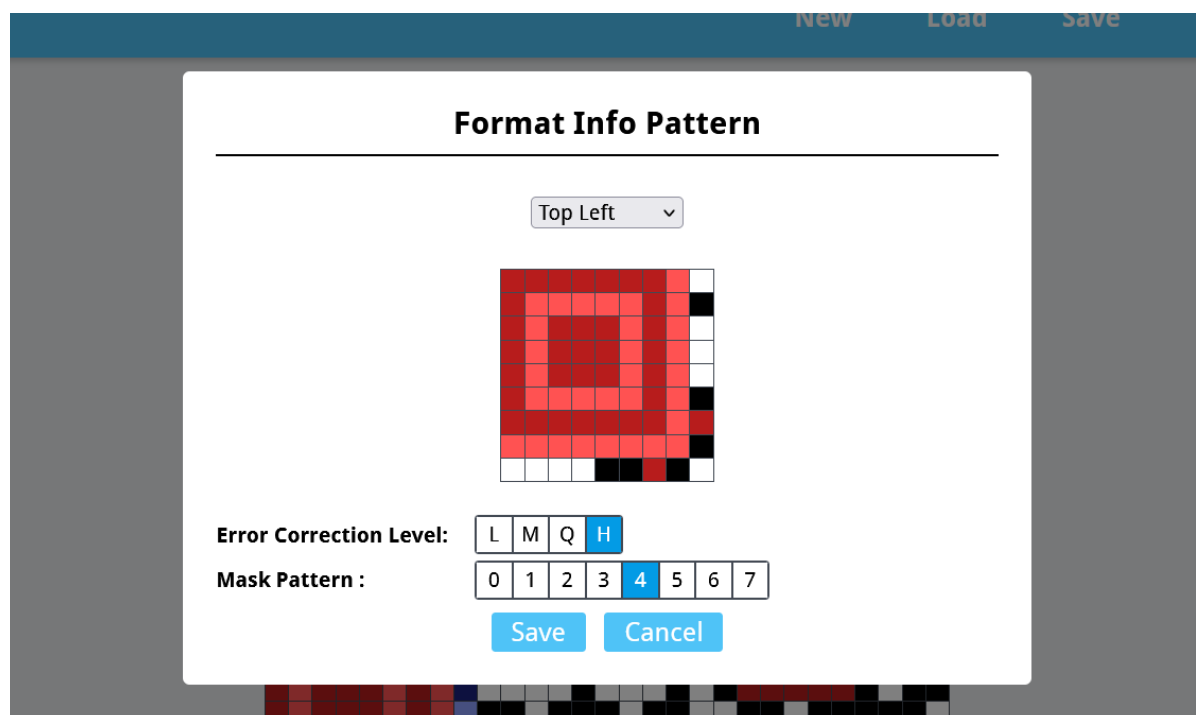 New Load Save
Format Info Pattern
Top Left
Error Correction Level: L M Q H
Mask Pattern : 0 1 2 3 4 5 6 7
Save Cancel